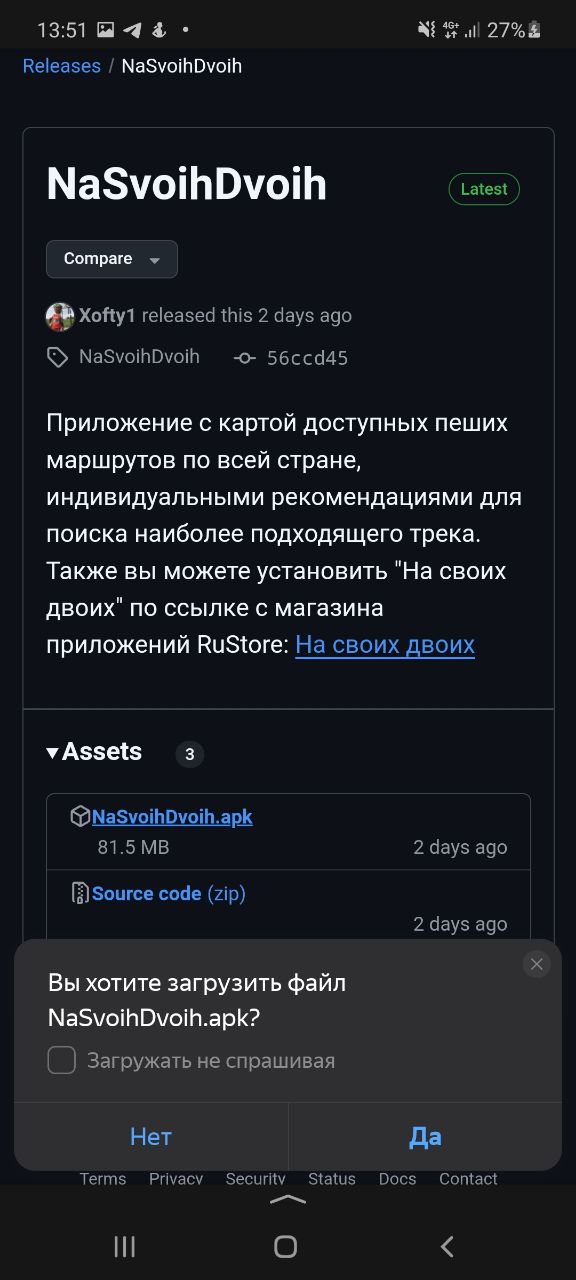 13:51
4G+
27%
Releases / NaSvoihDvoih
NaSvoihDvoih
Latest
Compare
Xofty1 released this 2 days ago
NaSvoihDvoih 56ccd45
Приложение с картой доступных пеших
маршрутов по всей стране,
индивидуальными рекомендациями для
поиска наиболее подходящего трека.
Также вы можете установить "На своих
двоих" по ссылке с магазина
приложений RuStore: На своих двоих
Assets 3
NaSvoihDvoih.apk
81.5 MB 2 days ago
Source code (zip)
2 days ago
Вы хотите загрузить файл
NaSvoihDvoih.apk?
Загружать не спрашивая
Нет Да
Terms Privacy Security Status Docs Contact